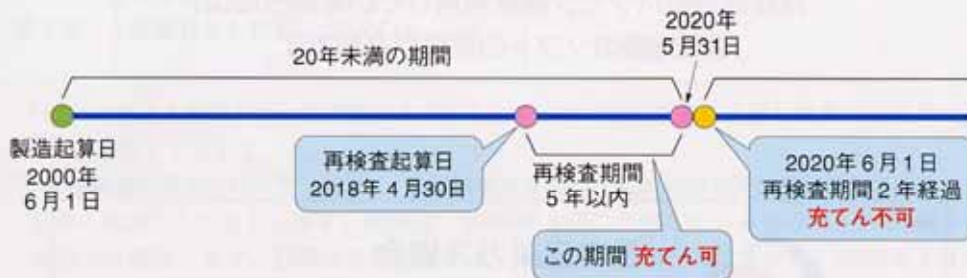 2020年
5月31日
20年未満の期間
製造起算日
2000年
6月1日
再検査起算日
2018年4月30日
再検査期間
5年以内
2020年6月1日
再検査期間2年経過
充てん不可
この期間 充てん可